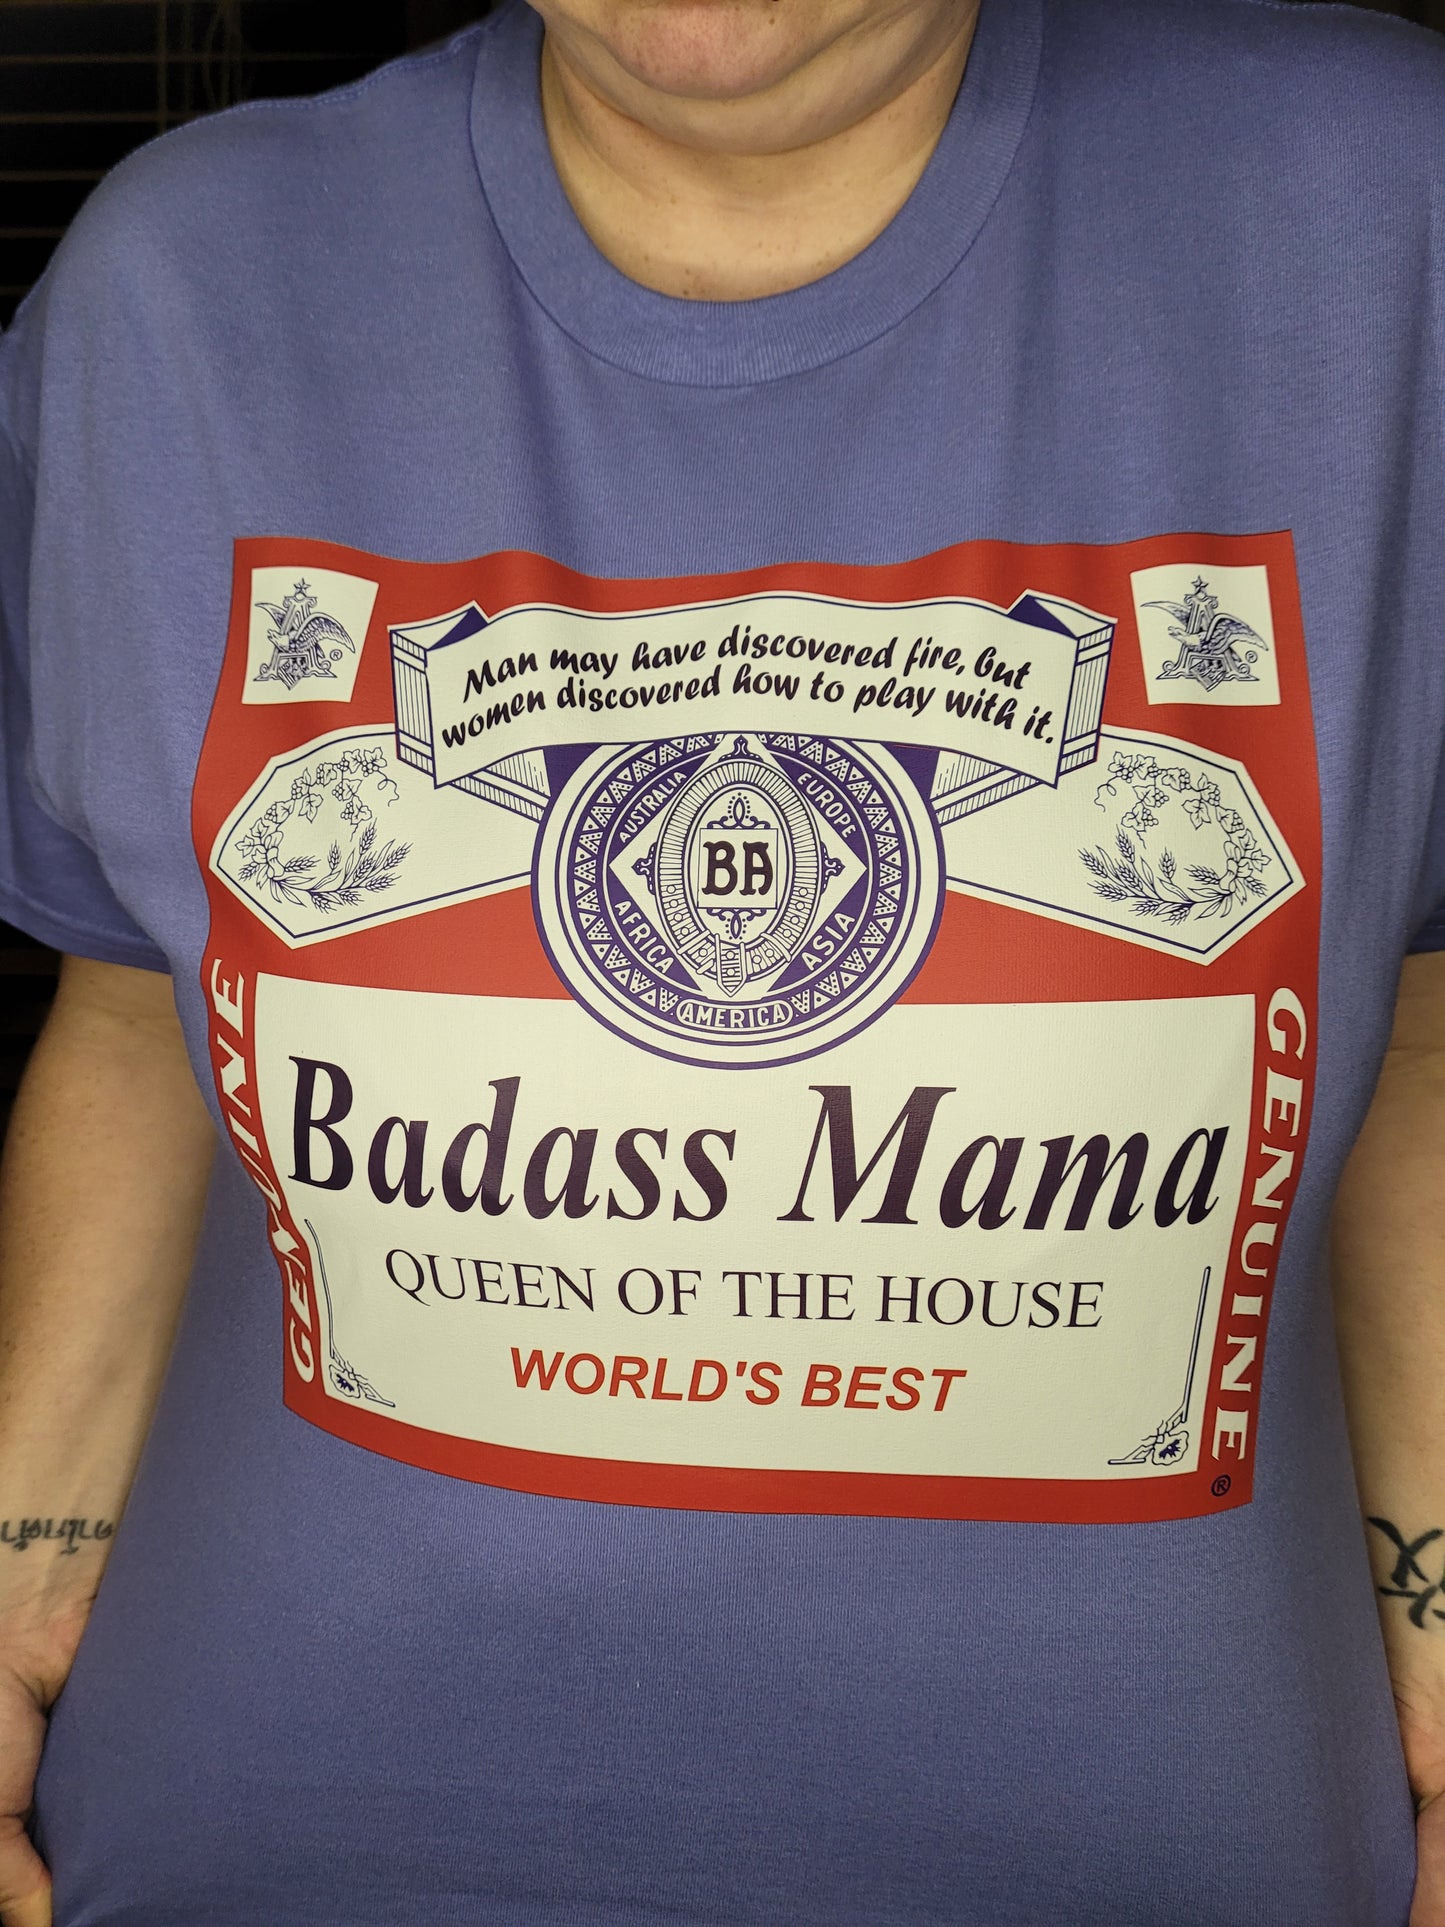 Man may have discovered fire, but
women discovered how to play with it.
AUSTRALIA
EUROPE
BA
AFRICA
ASIA
AMERICA
GENUINE
GENUINE
Badass Mama
QUEEN OF THE HOUSE
WORLD'S BEST
®
®
®